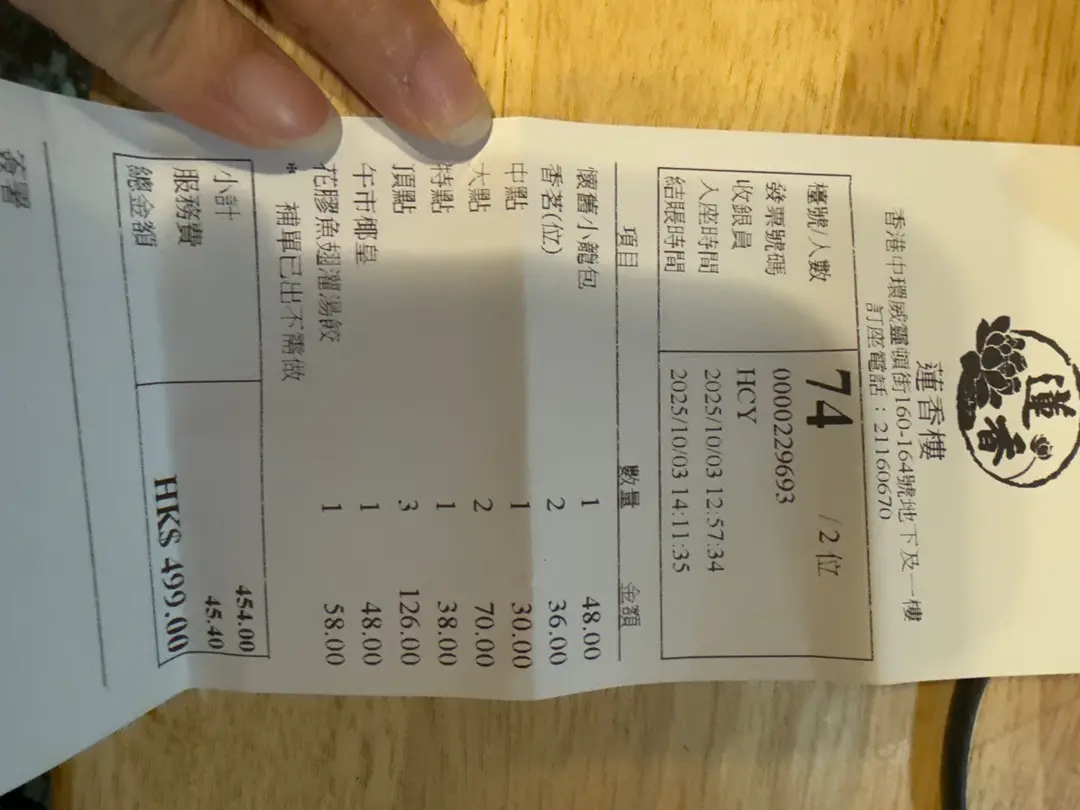 蓮香
蓮香樓
香港中環威靈頓街160-164號地下及一樓
訂座電話：21160670
檯號/人數 74 /2位
發票號碼 0000229693
收銀員 HCY
入座時間 2025/10/03 12:57:34
結賬時間 2025/10/03 14:11:35
項目 數量 金額
懷舊小籠包 1 48.00
香茗(位) 2 36.00
中點 1 30.00
大點 2 70.00
特點 1 38.00
頂點 3 126.00
午市椰皇 1 48.00
花膠魚翅灌湯餃 1 58.00
* 補單已出不需做
小計 454.00
服務費 45.40
總金額 HK$ 499.00
簽署